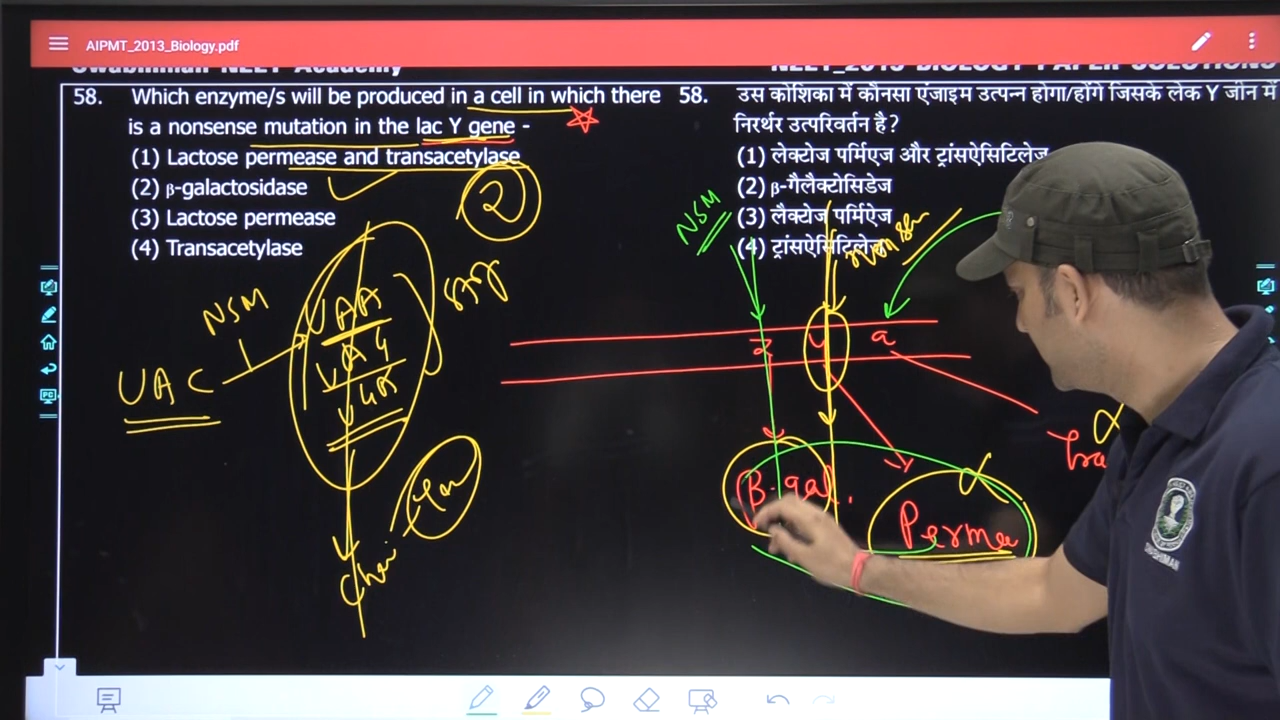 AIPMT_2013_Biology.pdf
58. Which enzyme/s will be produced in a cell in which there
is a nonsense mutation in the lac Y gene -
(1) Lactose permease and transacetylase
(2) β-galactosidase
(3) Lactose permease
(4) Transacetylase
58. उस कोशिका में कौनसा एंजाइम उत्पन्न होगा/होंगे जिसके लेक Y जीन में
निरर्थर उत्परिवर्तन है?
(1) लेक्टोज पर्मिएज और ट्रांसऐसिटिलेज
(2) β-गैलैक्टोसिडेज
(3) लैक्टोज पर्मिऐज
(4) ट्रांसऐसिटिलेज
2
NSM
UAC
NSM
UAA
UAG
UGA
z y a
β-gal.
Permea